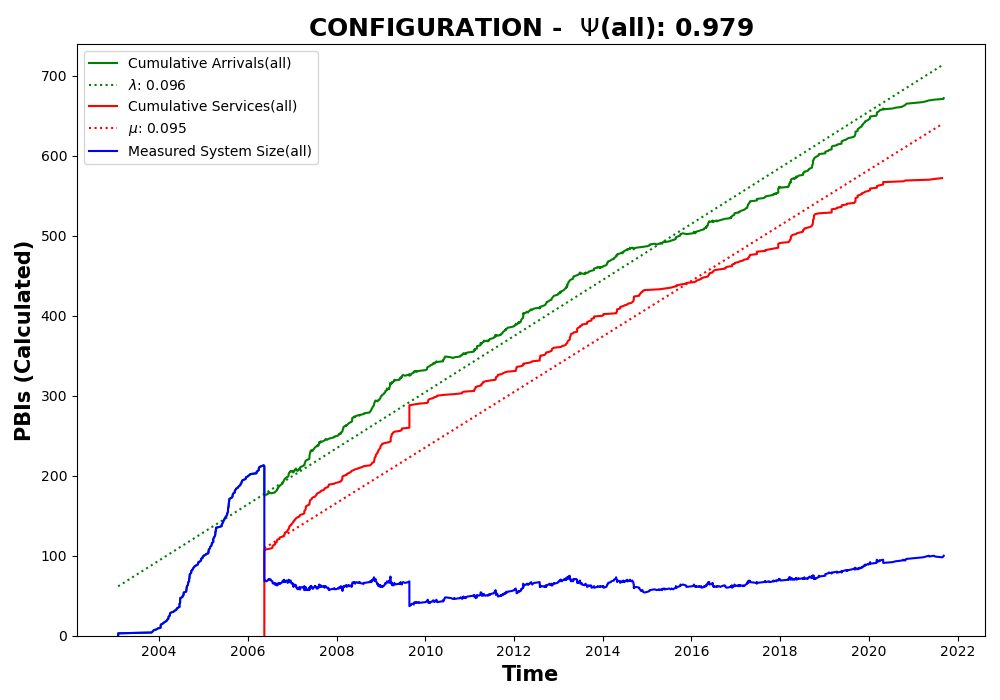 CONFIGURATION - Ψ(all): 0.979
Cumulative Arrivals(all)
λ: 0.096
Cumulative Services(all)
μ: 0.095
Measured System Size(all)
PBIs (Calculated)
700
600
500
400
300
200
100
0
2004 2006 2008 2010 2012 2014 2016 2018 2020 2022
Time